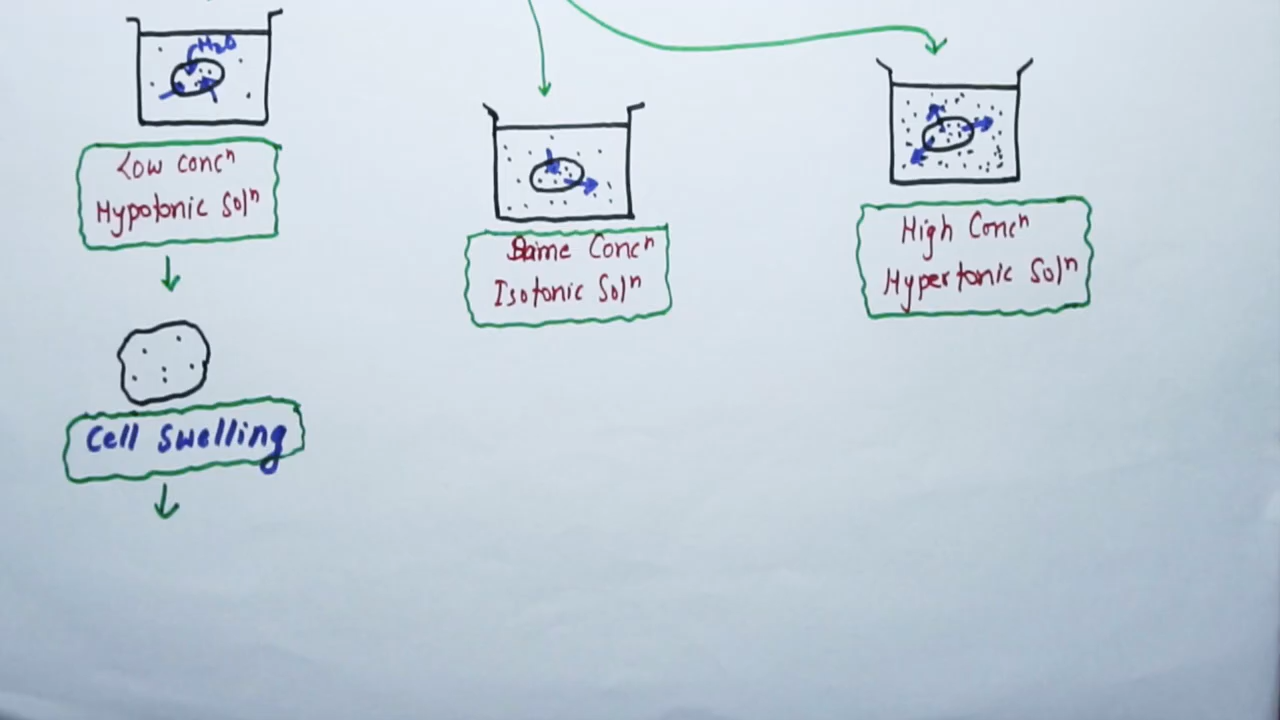 H₂O
Low Concⁿ
Hypotonic Solⁿ
Same Concⁿ
Isotonic Solⁿ
High Concⁿ
Hypertonic Solⁿ
Cell Swelling